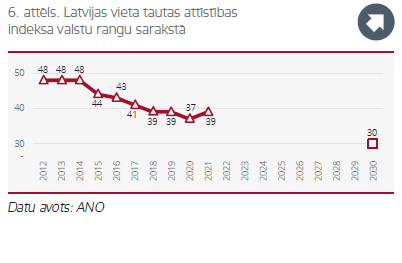 6. attēls. Latvijas vieta tautas attīstības
indeksa valstu rangu sarakstā
50
48 48 48
44
43
41
39
39
37
39
40
30
30
-
2012 2013 2014 2015 2016 2017 2018 2019 2020 2021 2022 2023 2024 2025 2026 2027 2028 2029 2030
Datu avots: ANO